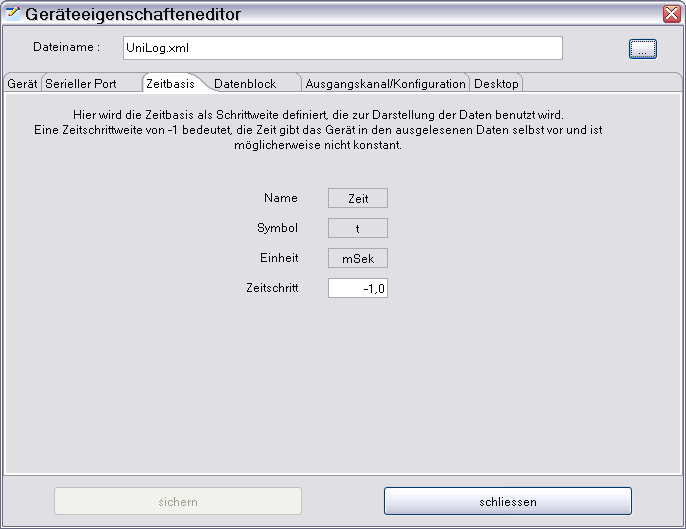 Geräteeigenschafteneditor
Dateiname :
UniLog.xml
...
Gerät Serieller Port Zeitbasis Datenblock Ausgangskanal/Konfiguration Desktop
Hier wird die Zeitbasis als Schrittweite definiert, die zur Darstellung der Daten benutzt wird.
Eine Zeitschrittweite von -1 bedeutet, die Zeit gibt das Gerät in den ausgelesenen Daten selbst vor und ist
möglicherweise nicht konstant.
Name Zeit
Symbol t
Einheit mSek
Zeitschritt -1,0
sichern schliessen